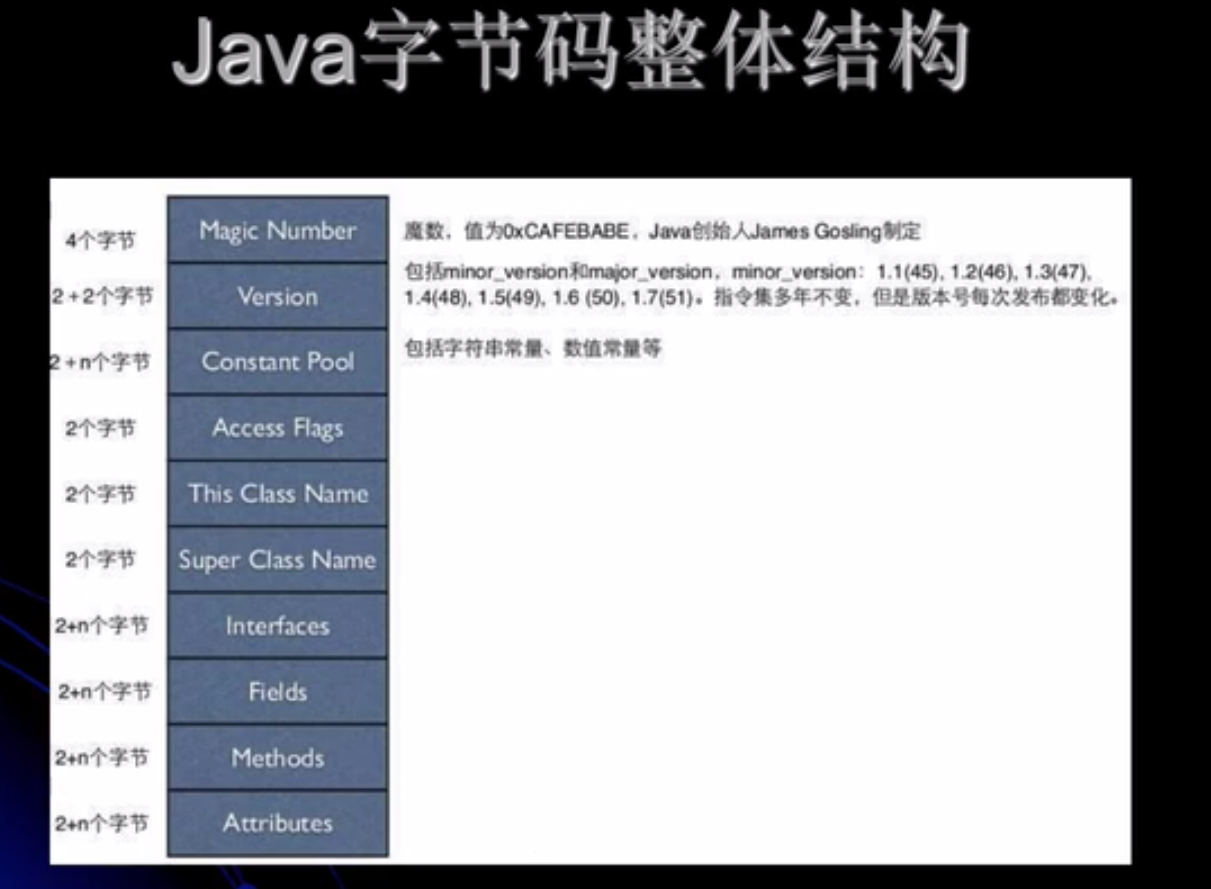 Java字节码整体结构
4个字节 Magic Number 魔数，值为0xCAFEBABE，Java创始人James Gosling制定
2+2个字节 Version 包括minor_version和major_version，minor_version：1.1(45), 1.2(46), 1.3(47),
1.4(48), 1.5(49), 1.6 (50), 1.7(51)。指令集多年不变，但是版本号每次发布都变化。
2+n个字节 Constant Pool 包括字符串常量、数值常量等
2个字节 Access Flags
2个字节 This Class Name
2个字节 Super Class Name
2+n个字节 Interfaces
2+n个字节 Fields
2+n个字节 Methods
2+n个字节 Attributes